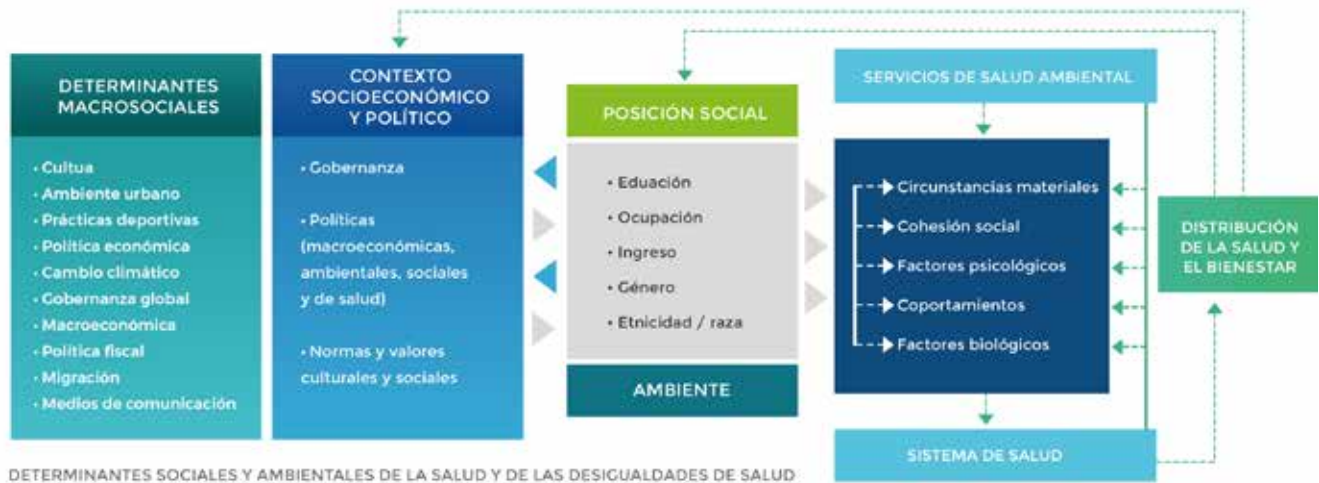 DETERMINANTES
MACROSOCIALES
• Cultua
• Ambiente urbano
• Prácticas deportivas
• Política económica
• Cambio climático
• Gobernanza global
• Macroeconómica
• Política fiscal
• Migración
• Medios de comunicación
CONTEXTO
SOCIOECONÓMICO
Y POLÍTICO
• Gobernanza
• Políticas
(macroeconómicas,
ambientales, sociales
y de salud)
• Normas y valores
culturales y sociales
POSICIÓN SOCIAL
• Eduación
• Ocupación
• Ingreso
• Género
• Etnicidad / raza
AMBIENTE
SERVICIOS DE SALUD AMBIENTAL
Circunstancias materiales
Cohesión social
Factores psicológicos
Coportamientos
Factores biológicos
SISTEMA DE SALUD
DISTRIBUCIÓN
DE LA SALUD Y
EL BIENESTAR
DETERMINANTES SOCIALES Y AMBIENTALES DE LA SALUD Y DE LAS DESIGUALDADES DE SALUD